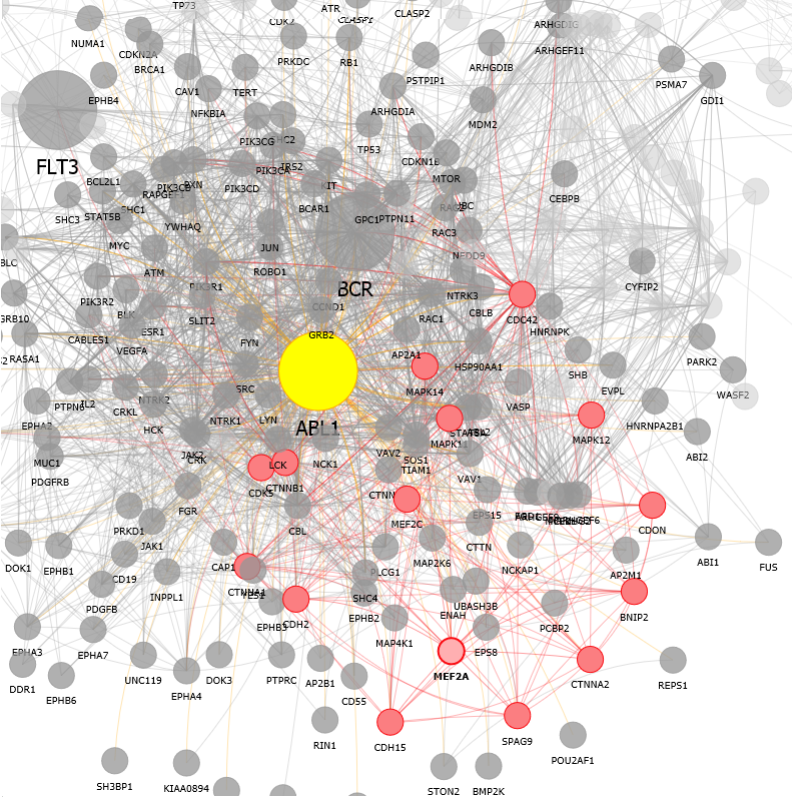 TP73
ATR
CLASP2
NUMA1
CDKN2A
BRCA1
PRKDC
RB1
ARHGDIG
ARHGEF11
ARHGDIB
PSTPIP1
PSMA7
GDI1
EPHB4
CAV1
TERT
NFKBIA
ARHGDIA
MDM2
PIK3CG
TP53
CDKN1B
FLT3
BCL2L1
PIK3CB
PXN
PIK3CA
IRS2
RAPGEF1
PIK3CD
KIT
MTOR
SHC3
STAT5B
SHC1
BCAR1
GPC1
PTPN11
CEBPB
YWHAQ
RAC3
MYC
JUN
NEDD9
ATM
ROBO1
CYFIP2
PIK3R1
BCR
NTRK3
PIK3R2
CCND1
CBLB
CDC42
GRB10
BLK
SLIT2
RAC1
HNRNPK
CABLES1
ESR1
GRB2
VEGFA
FYN
AP2A1
RASA1
HSP90AA1
SHB
PARK2
EVPL
SRC
MAPK14
WASF2
PTPN6
IL2
NTRK2
VASP
CRKL
NTRK1
LYN
EPHA2
HCK
ABL1
HNRNPA2B1
MAPK11
MAPK12
JAK2
VAV2
SOS1
ABI2
MUC1
CRK
LCK
NCK1
TIAM1
PDGFRB
CTNNB1
CDK5
VAV1
FGR
MEF2C
EPS15
CDON
PRKD1
CBL
JAK1
CTTN
ABI1
DOK1
EPHB1
CD19
CAP1
PLCG1
MAP2K6
NCKAP1
AP2M1
FUS
INPPL1
CTNNA1
YES1
PDGFB
SHC4
UBASH3B
BNIP2
EPHB3
CDH2
EPHB2
ENAH
PCBP2
EPHA3
EPHA7
MAP4K1
EPS8
DDR1
EPHB6
UNC119
EPHA4
DOK3
PTPRC
AP2B1
CD55
MEF2A
CTNNA2
REPS1
RIN1
CDH15
SPAG9
POU2AF1
SH3BP1
KIAA0894
STON2
BMP2K